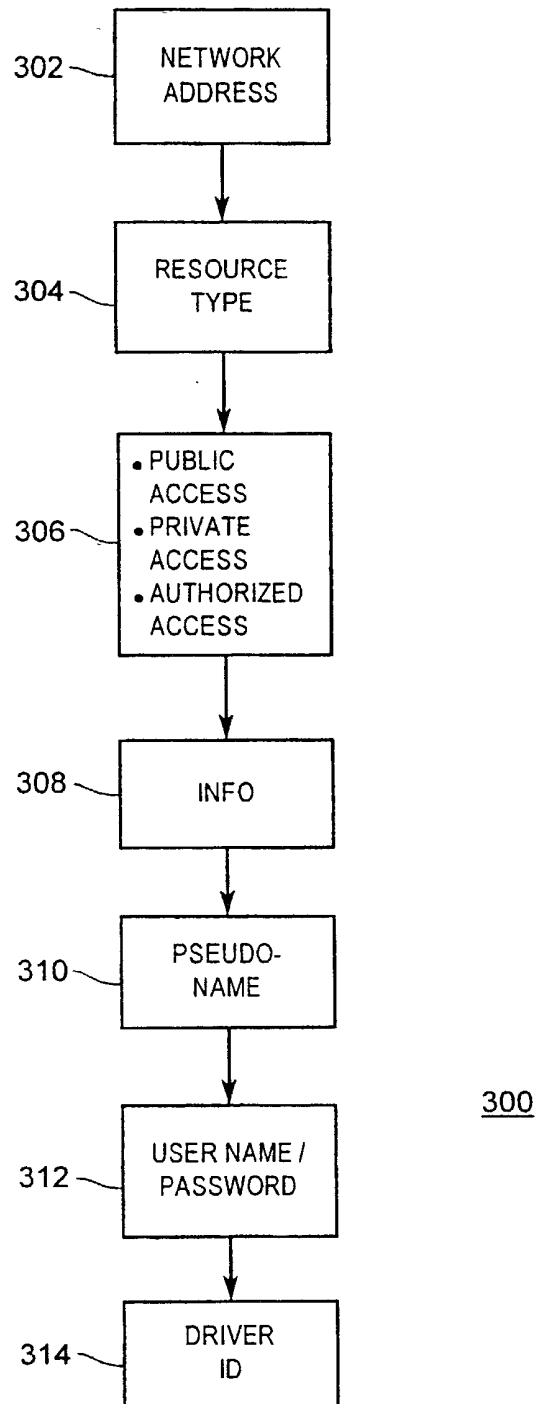 302
NETWORK
ADDRESS
304
RESOURCE
TYPE
306
• PUBLIC
ACCESS
• PRIVATE
ACCESS
• AUTHORIZED
ACCESS
308
INFO
310
PSEUDO-
NAME
300
312
USER NAME /
PASSWORD
314
DRIVER
ID